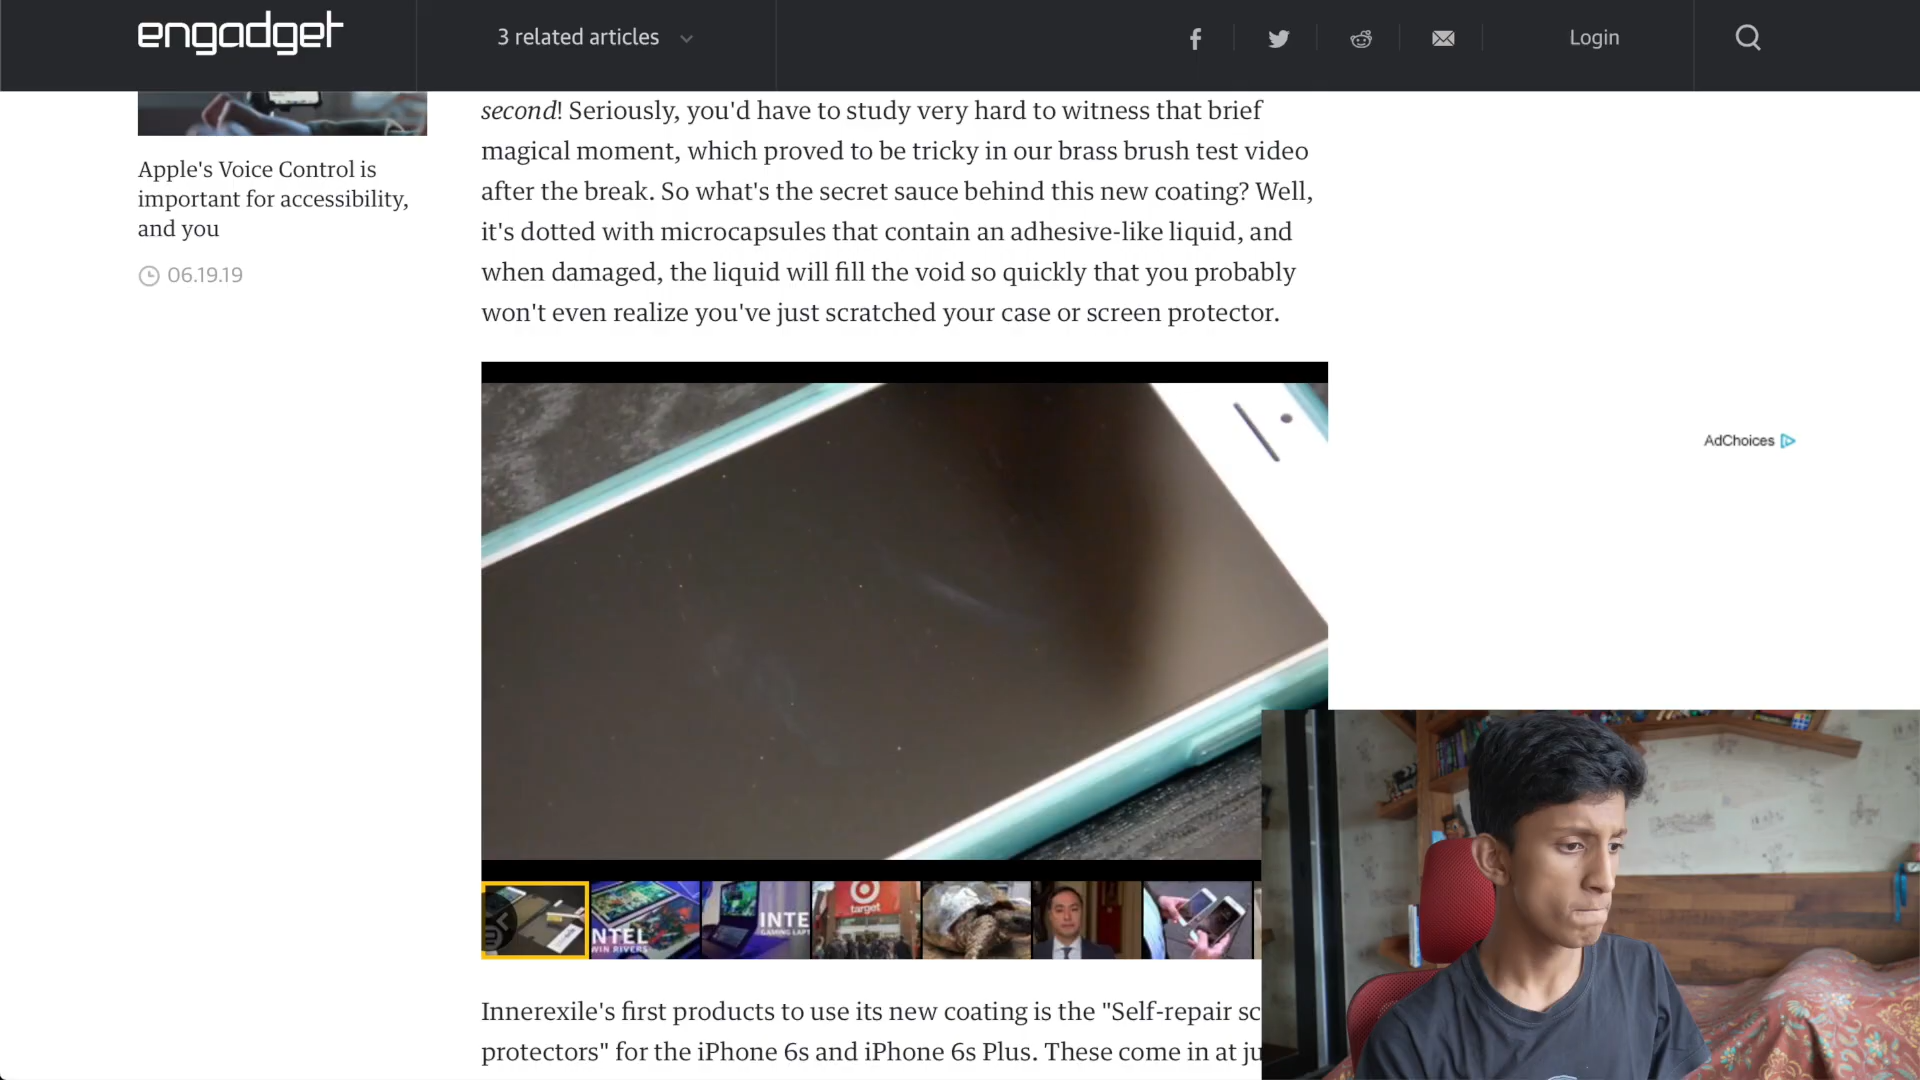 engadget
3 related articles
Login
second! Seriously, you'd have to study very hard to witness that brief
magical moment, which proved to be tricky in our brass brush test video
after the break. So what's the secret sauce behind this new coating? Well,
it's dotted with microcapsules that contain an adhesive-like liquid, and
when damaged, the liquid will fill the void so quickly that you probably
won't even realize you've just scratched your case or screen protector.
Apple's Voice Control is
important for accessibility,
and you
06.19.19
AdChoices
NTEL
WIN RIVERS
INTE
GAMING LAPT
target
Innerexile's first products to use its new coating is the "Self-repair sc
protectors" for the iPhone 6s and iPhone 6s Plus. These come in at ju